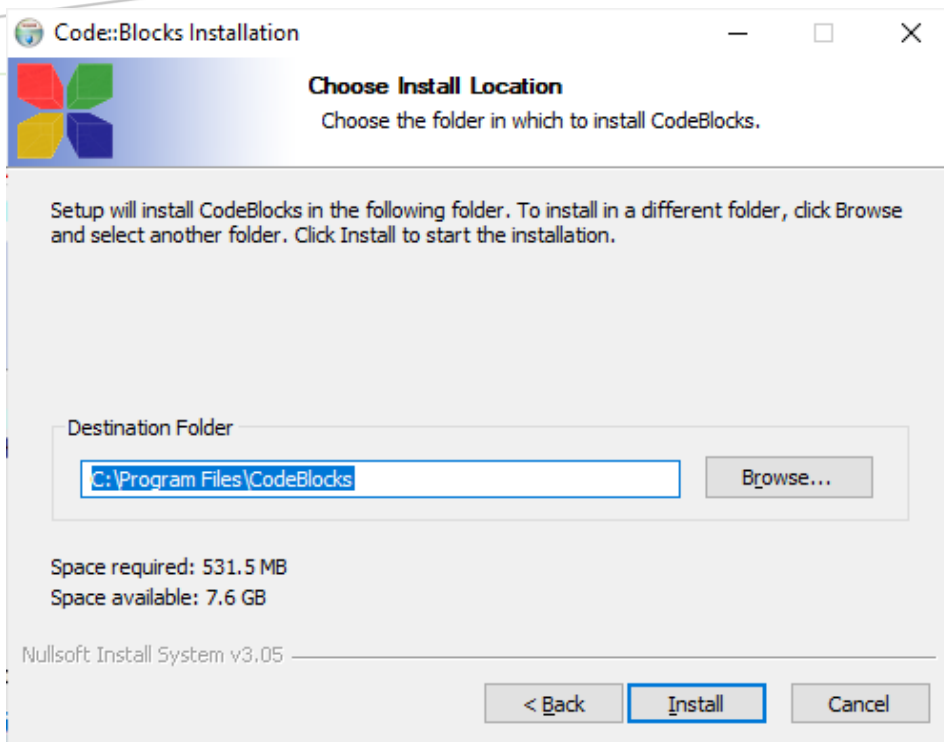 Code::Blocks Installation
Choose Install Location
Choose the folder in which to install CodeBlocks.
Setup will install CodeBlocks in the following folder. To install in a different folder, click Browse
and select another folder. Click Install to start the installation.
Destination Folder
C:\Program Files\CodeBlocks
Browse...
Space required: 531.5 MB
Space available: 7.6 GB
Nullsoft Install System v3.05
< Back
Install
Cancel